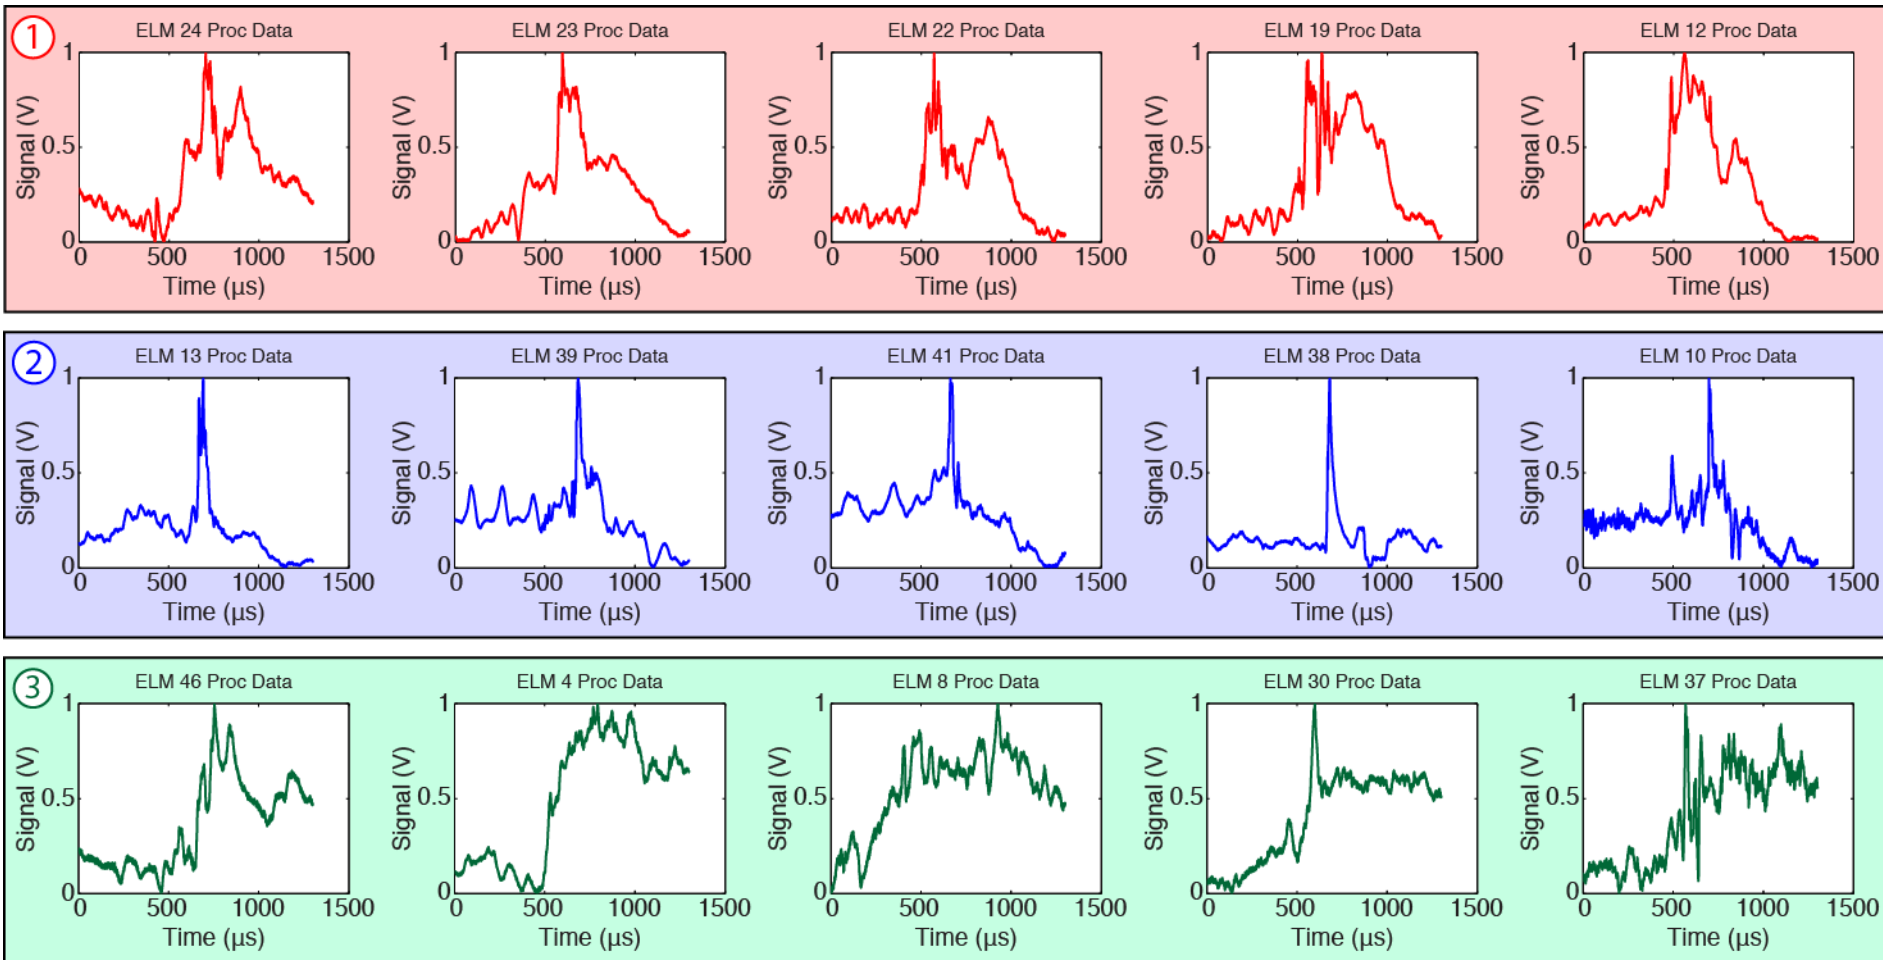 1
ELM 24 Proc Data
1
0.5
0
Signal (V)
0 500 1000 1500
Time (µs)
ELM 23 Proc Data
1
0.5
0
Signal (V)
0 500 1000 1500
Time (µs)
ELM 22 Proc Data
1
0.5
0
Signal (V)
0 500 1000 1500
Time (µs)
ELM 19 Proc Data
1
0.5
0
Signal (V)
0 500 1000 1500
Time (µs)
ELM 12 Proc Data
1
0.5
0
Signal (V)
0 500 1000 1500
Time (µs)
2
ELM 13 Proc Data
1
0.5
0
Signal (V)
0 500 1000 1500
Time (µs)
ELM 39 Proc Data
1
0.5
0
Signal (V)
0 500 1000 1500
Time (µs)
ELM 41 Proc Data
1
0.5
0
Signal (V)
0 500 1000 1500
Time (µs)
ELM 38 Proc Data
1
0.5
0
Signal (V)
0 500 1000 1500
Time (µs)
ELM 10 Proc Data
1
0.5
0
Signal (V)
0 500 1000 1500
Time (µs)
3
ELM 46 Proc Data
1
0.5
0
Signal (V)
0 500 1000 1500
Time (µs)
ELM 4 Proc Data
1
0.5
0
Signal (V)
0 500 1000 1500
Time (µs)
ELM 8 Proc Data
1
0.5
0
Signal (V)
0 500 1000 1500
Time (µs)
ELM 30 Proc Data
1
0.5
0
Signal (V)
0 500 1000 1500
Time (µs)
ELM 37 Proc Data
1
0.5
0
Signal (V)
0 500 1000 1500
Time (µs)